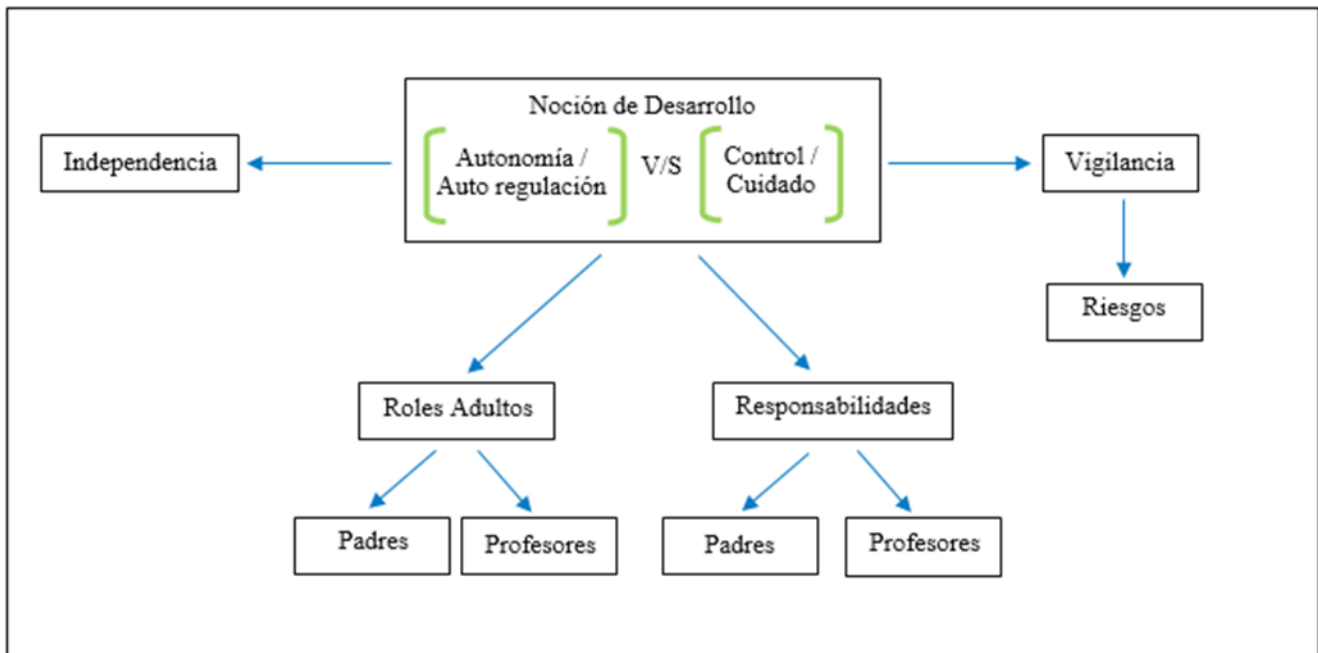 Noción de Desarrollo
Independencia
Autonomía /
Auto regulación
V/S
Control /
Cuidado
Vigilancia
Riesgos
Roles Adultos
Responsabilidades
Padres
Profesores
Padres
Profesores